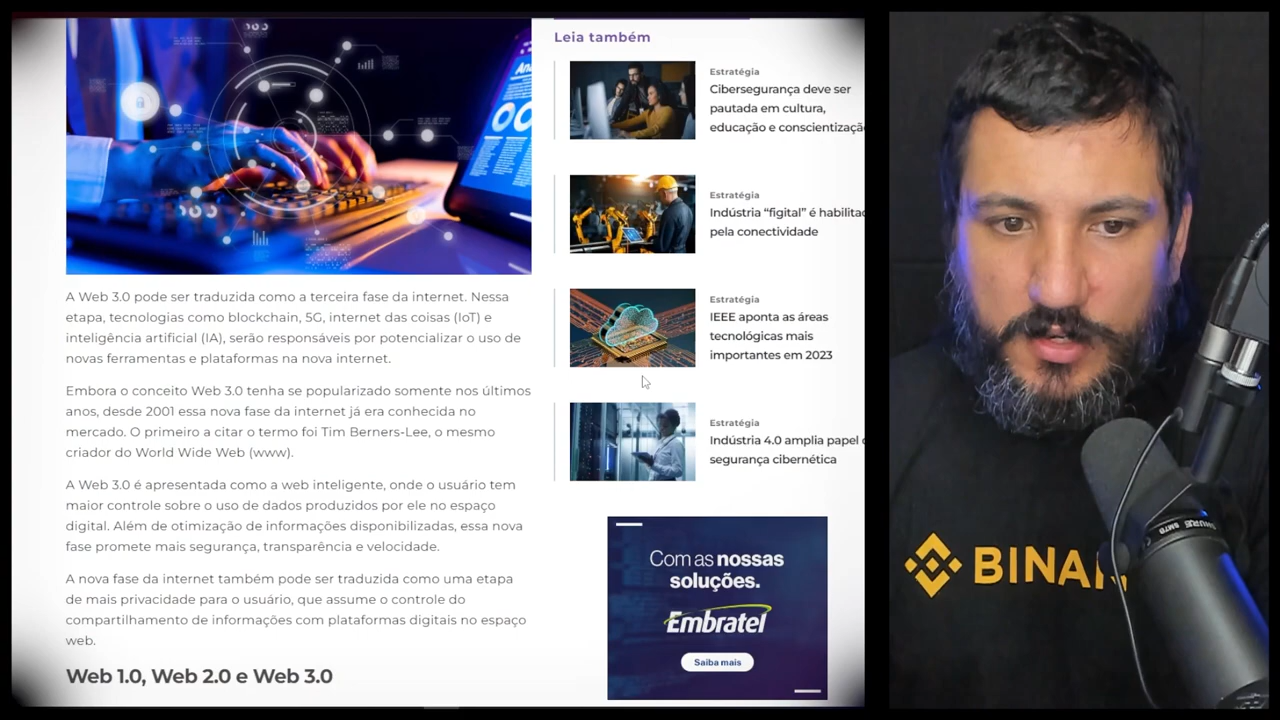 A Web 3.0 pode ser traduzida como a terceira fase da internet. Nessa
etapa, tecnologias como blockchain, 5G, internet das coisas (IoT) e
inteligência artificial (IA), serão responsáveis por potencializar o uso de
novas ferramentas e plataformas na nova internet.
Embora o conceito Web 3.0 tenha se popularizado somente nos últimos
anos, desde 2001 essa nova fase da internet já era conhecida no
mercado. O primeiro a citar o termo foi Tim Berners-Lee, o mesmo
criador do World Wide Web (www).
A Web 3.0 é apresentada como a web inteligente, onde o usuário tem
maior controle sobre o uso de dados produzidos por ele no espaço
digital. Além de otimização de informações disponibilizadas, essa nova
fase promete mais segurança, transparência e velocidade.
A nova fase da internet também pode ser traduzida como uma etapa
de mais privacidade para o usuário, que assume o controle do
compartilhamento de informações com plataformas digitais no espaço
web.
Web 1.0, Web 2.0 e Web 3.0
Leia também
Estratégia
Cibersegurança deve ser
pautada em cultura,
educação e conscientizaçã
Estratégia
Indústria “figital” é habilita
pela conectividade
Estratégia
IEEE aponta as áreas
tecnológicas mais
importantes em 2023
Estratégia
Indústria 4.0 amplia papel
segurança cibernética
Com as nossas
soluções.
Embratel
Saiba mais
SHURE SM7B
BINAN